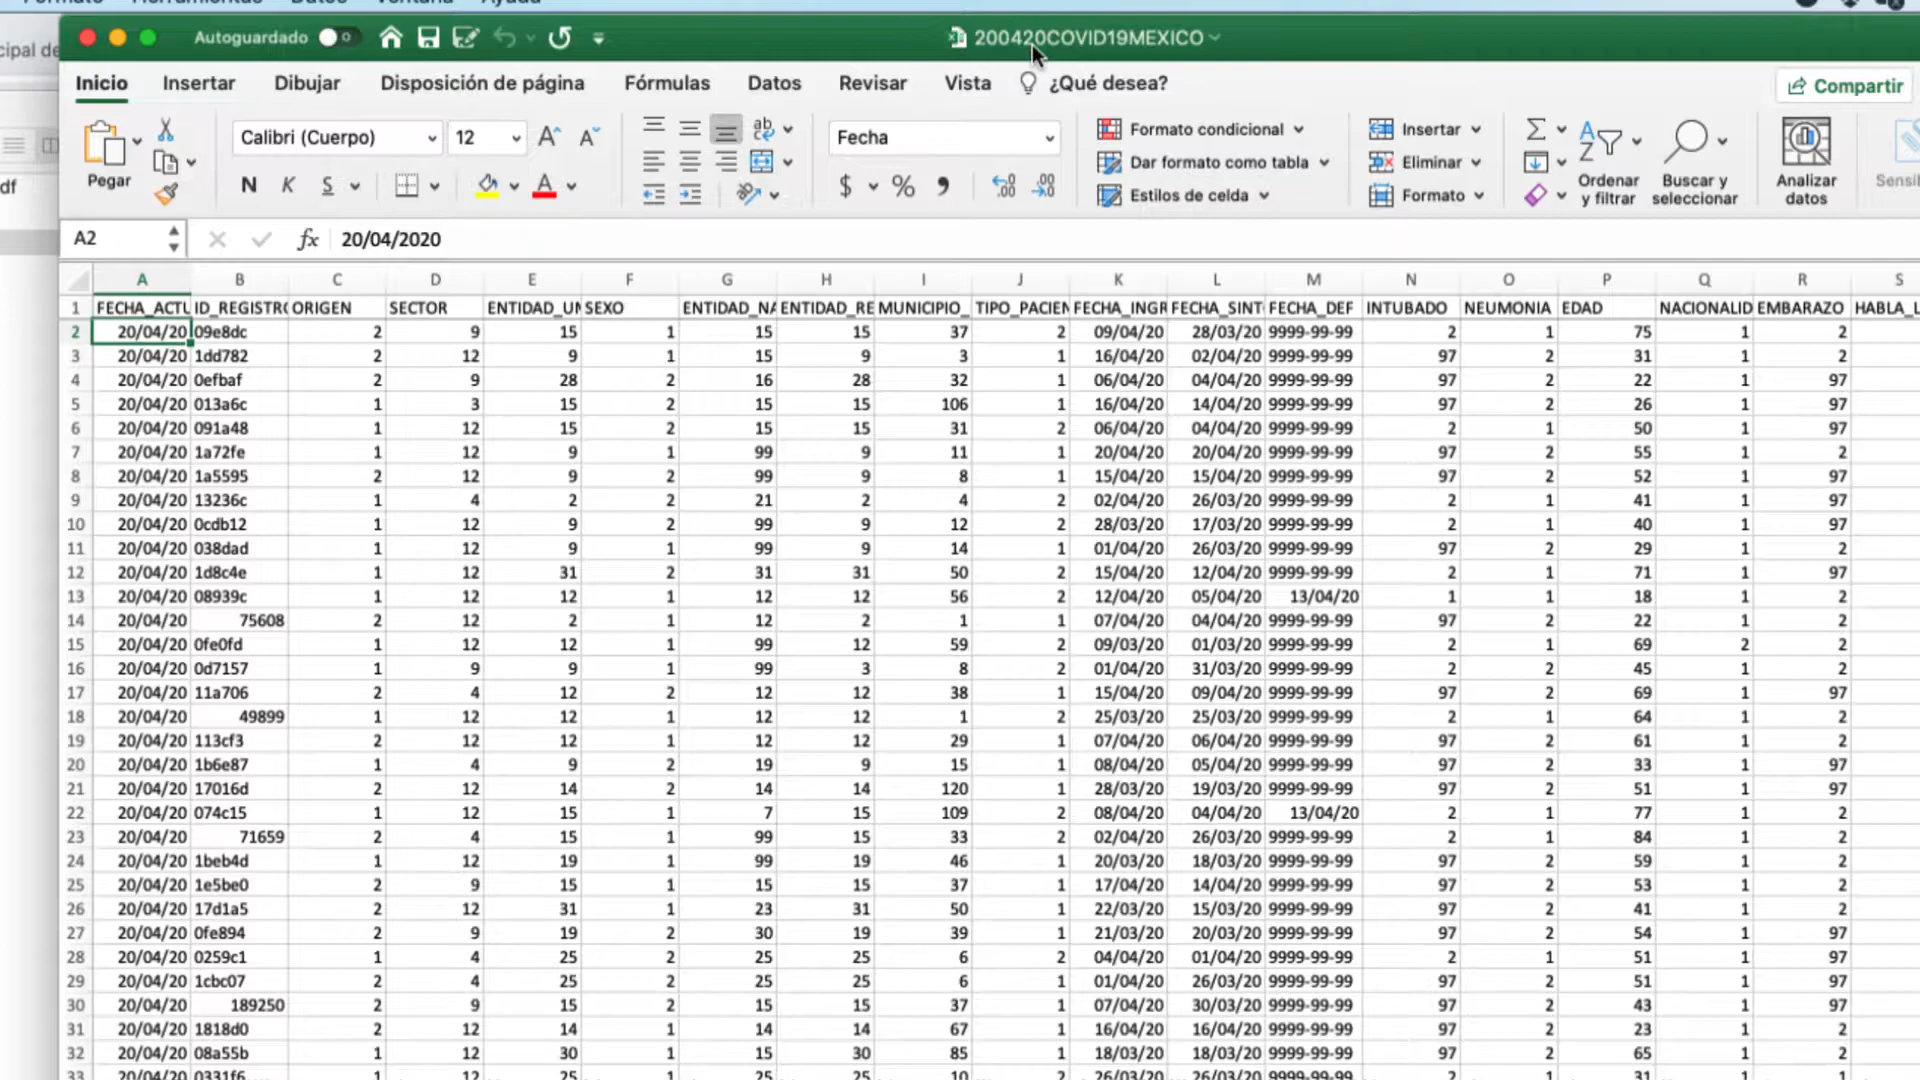 Autoguardado
200420COVID19MEXICO
Inicio Insertar Dibujar Disposición de página Fórmulas Datos Revisar Vista ¿Qué desea? Compartir
Pegar
Calibri (Cuerpo) 12
N K S
Fecha
$ %
Formato condicional
Dar formato como tabla
Estilos de celda
Insertar
Eliminar
Formato
Ordenar y filtrar
Buscar y seleccionar
Analizar datos
A2 fx 20/04/2020
A B C D E F G H I J K L M N O P Q R S
1 FECHA_ACTU ID_REGISTRO ORIGEN SECTOR ENTIDAD_UN SEXO ENTIDAD_NA ENTIDAD_RE MUNICIPIO_ TIPO_PACIEN FECHA_INGR FECHA_SINT FECHA_DEF INTUBADO NEUMONIA EDAD NACIONALID EMBARAZO HABLA_L
2 20/04/20 09e8dc 2 9 15 1 15 15 37 2 09/04/20 28/03/20 9999-99-99 2 1 75 1 2
3 20/04/20 1dd782 2 12 9 1 15 9 3 1 16/04/20 02/04/20 9999-99-99 97 2 31 1 2
4 20/04/20 0efbaf 2 9 28 2 16 28 32 1 06/04/20 04/04/20 9999-99-99 97 2 22 1 97
5 20/04/20 013a6c 1 3 15 2 15 15 106 1 16/04/20 14/04/20 9999-99-99 97 2 26 1 97
6 20/04/20 091a48 1 12 15 2 15 15 31 2 06/04/20 04/04/20 9999-99-99 2 1 50 1 97
7 20/04/20 1a72fe 1 12 9 1 99 9 11 1 20/04/20 20/04/20 9999-99-99 97 2 55 1 2
8 20/04/20 1a5595 2 12 9 2 99 9 8 1 15/04/20 15/04/20 9999-99-99 97 2 52 1 97
9 20/04/20 13236c 1 4 2 2 21 2 4 2 02/04/20 26/03/20 9999-99-99 2 1 41 1 97
10 20/04/20 0cdb12 1 12 9 2 99 9 12 2 28/03/20 17/03/20 9999-99-99 2 1 40 1 97
11 20/04/20 038dad 1 12 9 1 99 9 14 1 01/04/20 26/03/20 9999-99-99 97 2 29 1 2
12 20/04/20 1d8c4e 1 12 31 2 31 31 50 2 15/04/20 12/04/20 9999-99-99 2 1 71 1 97
13 20/04/20 08939c 1 12 12 1 12 12 56 2 12/04/20 05/04/20 13/04/20 1 1 18 1 2
14 20/04/20 75608 2 12 2 1 12 2 1 1 07/04/20 04/04/20 9999-99-99 97 2 22 1 2
15 20/04/20 0fe0fd 1 12 12 1 99 12 59 2 09/03/20 01/03/20 9999-99-99 2 1 69 2 2
16 20/04/20 0d7157 1 9 9 1 99 3 8 2 01/04/20 31/03/20 9999-99-99 2 2 45 1 2
17 20/04/20 11a706 2 4 12 2 12 12 38 1 15/04/20 09/04/20 9999-99-99 97 2 69 1 97
18 20/04/20 49899 1 12 12 1 12 12 1 2 25/03/20 25/03/20 9999-99-99 2 1 64 1 2
19 20/04/20 113cf3 2 12 12 1 12 12 29 1 07/04/20 06/04/20 9999-99-99 97 2 61 1 2
20 20/04/20 1b6e87 1 4 9 2 19 9 15 1 08/04/20 05/04/20 9999-99-99 97 2 33 1 97
21 20/04/20 17016d 2 12 14 2 14 14 120 1 28/03/20 19/03/20 9999-99-99 97 2 51 1 97
22 20/04/20 074c15 1 12 15 1 7 15 109 2 08/04/20 04/04/20 13/04/20 2 1 77 1 2
23 20/04/20 71659 2 4 15 1 99 15 33 2 02/04/20 26/03/20 9999-99-99 2 1 84 1 2
24 20/04/20 1beb4d 1 12 19 1 99 19 46 1 20/03/20 18/03/20 9999-99-99 97 2 59 1 2
25 20/04/20 1e5be0 2 9 15 1 15 15 37 1 17/04/20 14/04/20 9999-99-99 97 2 53 1 2
26 20/04/20 17d1a5 2 12 31 1 23 31 50 1 22/03/20 15/03/20 9999-99-99 97 2 41 1 2
27 20/04/20 0fe894 2 9 19 2 30 19 39 1 21/03/20 20/03/20 9999-99-99 97 2 54 1 97
28 20/04/20 0259c1 1 4 25 2 25 25 6 2 04/04/20 01/04/20 9999-99-99 2 1 51 1 97
29 20/04/20 1cbc07 2 4 25 2 25 25 6 1 01/04/20 26/03/20 9999-99-99 97 2 51 1 97
30 20/04/20 189250 2 9 15 2 15 15 37 1 07/04/20 30/03/20 9999-99-99 97 2 43 1 97
31 20/04/20 1818d0 2 12 14 1 14 14 67 1 16/04/20 16/04/20 9999-99-99 97 2 23 1 2
32 20/04/20 08a55b 1 12 30 1 15 30 85 1 18/03/20 18/03/20 9999-99-99 97 2 65 1 2
33 20/04/20 0331f6 1 12 25 1 25 25 10 2 26/03/20 26/03/20 9999-99-99 2 1 31 1 1